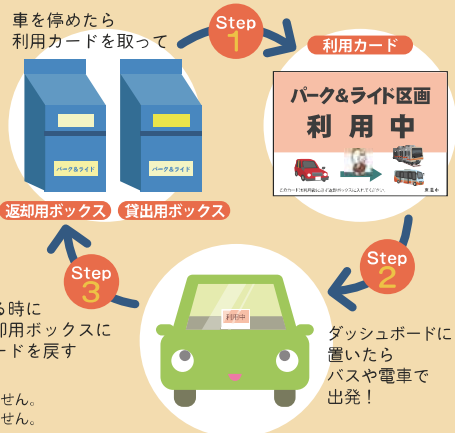 車を停めたら
利用カードを取って
Step
1
利用カード
パーク&ライド区画
利用中
パーク&ライド
パーク&ライド
返却用ボックス
貸出用ボックス
Step
2
ダッシュボードに
置いたら
バスや電車で
出発！
利用中
Step
3
る時に
却用ボックスに
ードを戻す
せん。
せん。